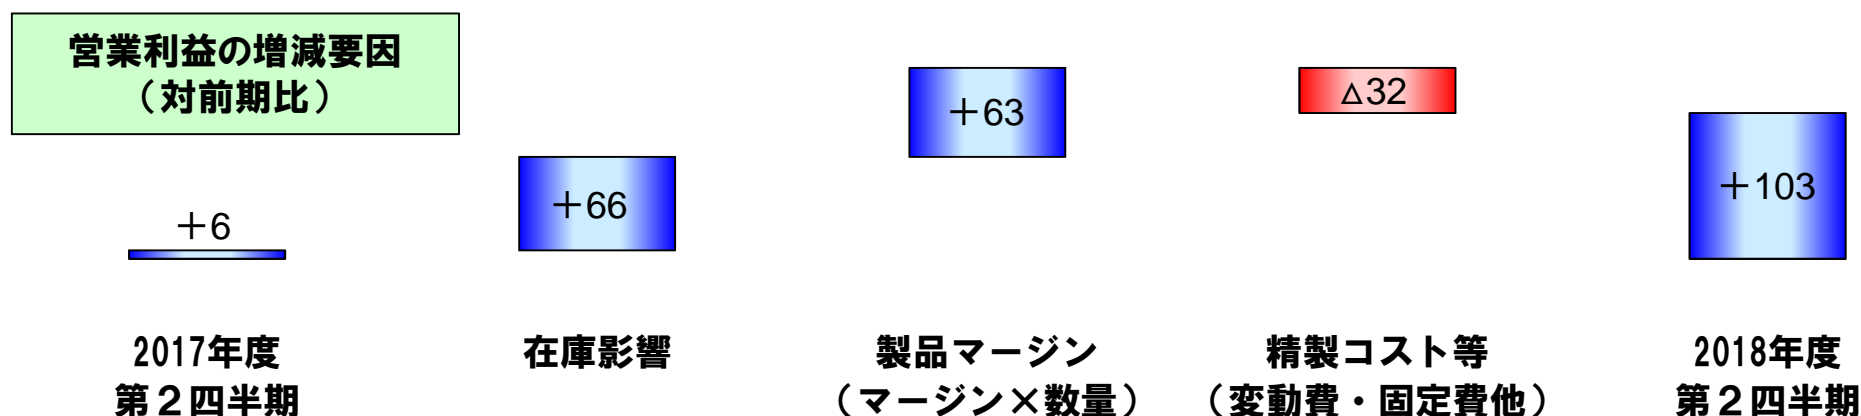 営業利益の増減要因
（対前期比）
＋6
＋66
＋63
△32
＋103
2017年度
第２四半期
在庫影響
製品マージン
（マージン×数量）
精製コスト等
（変動費・固定費他）
2018年度
第２四半期